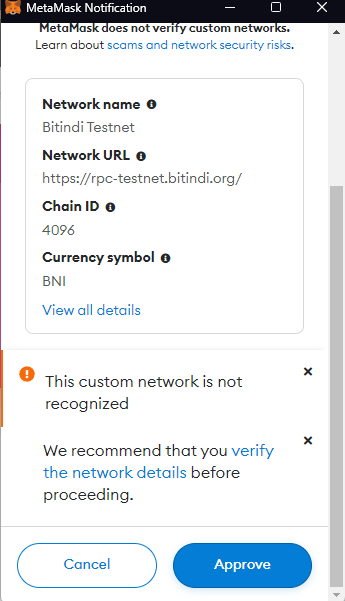 MetaMask Notification
MetaMask does not verify custom networks.
Learn about scams and network security risks.
Network name
Bitindi Testnet
Network URL
https://rpc-testnet.bitindi.org/
Chain ID
4096
Currency symbol
BNI
View all details
This custom network is not
recognized
We recommend that you verify
the network details before
proceeding.
Cancel
Approve